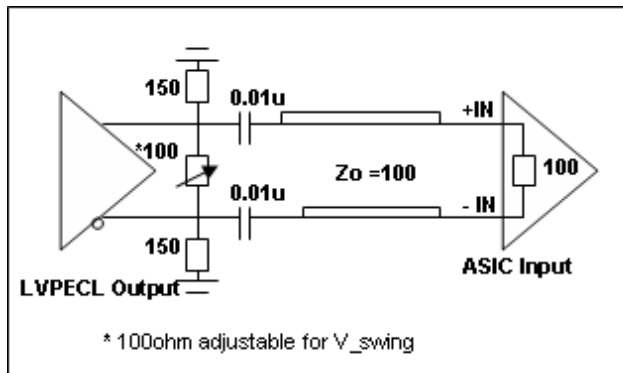 150
0.01u
+IN
*100
100
Zo =100
0.01u
- IN
150
ASIC Input
LVPECL Output
* 100ohm adjustable for V_swing